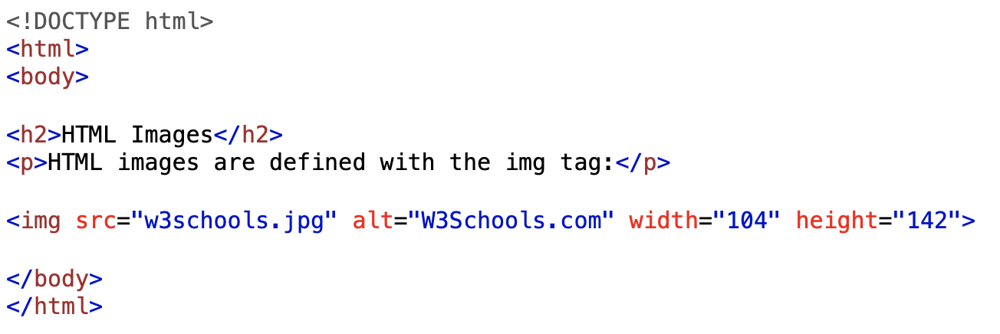 <!DOCTYPE html>
<html>
<body>
<h2>HTML Images</h2>
<p>HTML images are defined with the img tag:</p>
<img src="w3schools.jpg" alt="W3Schools.com" width="104" height="142">
</body>
</html>